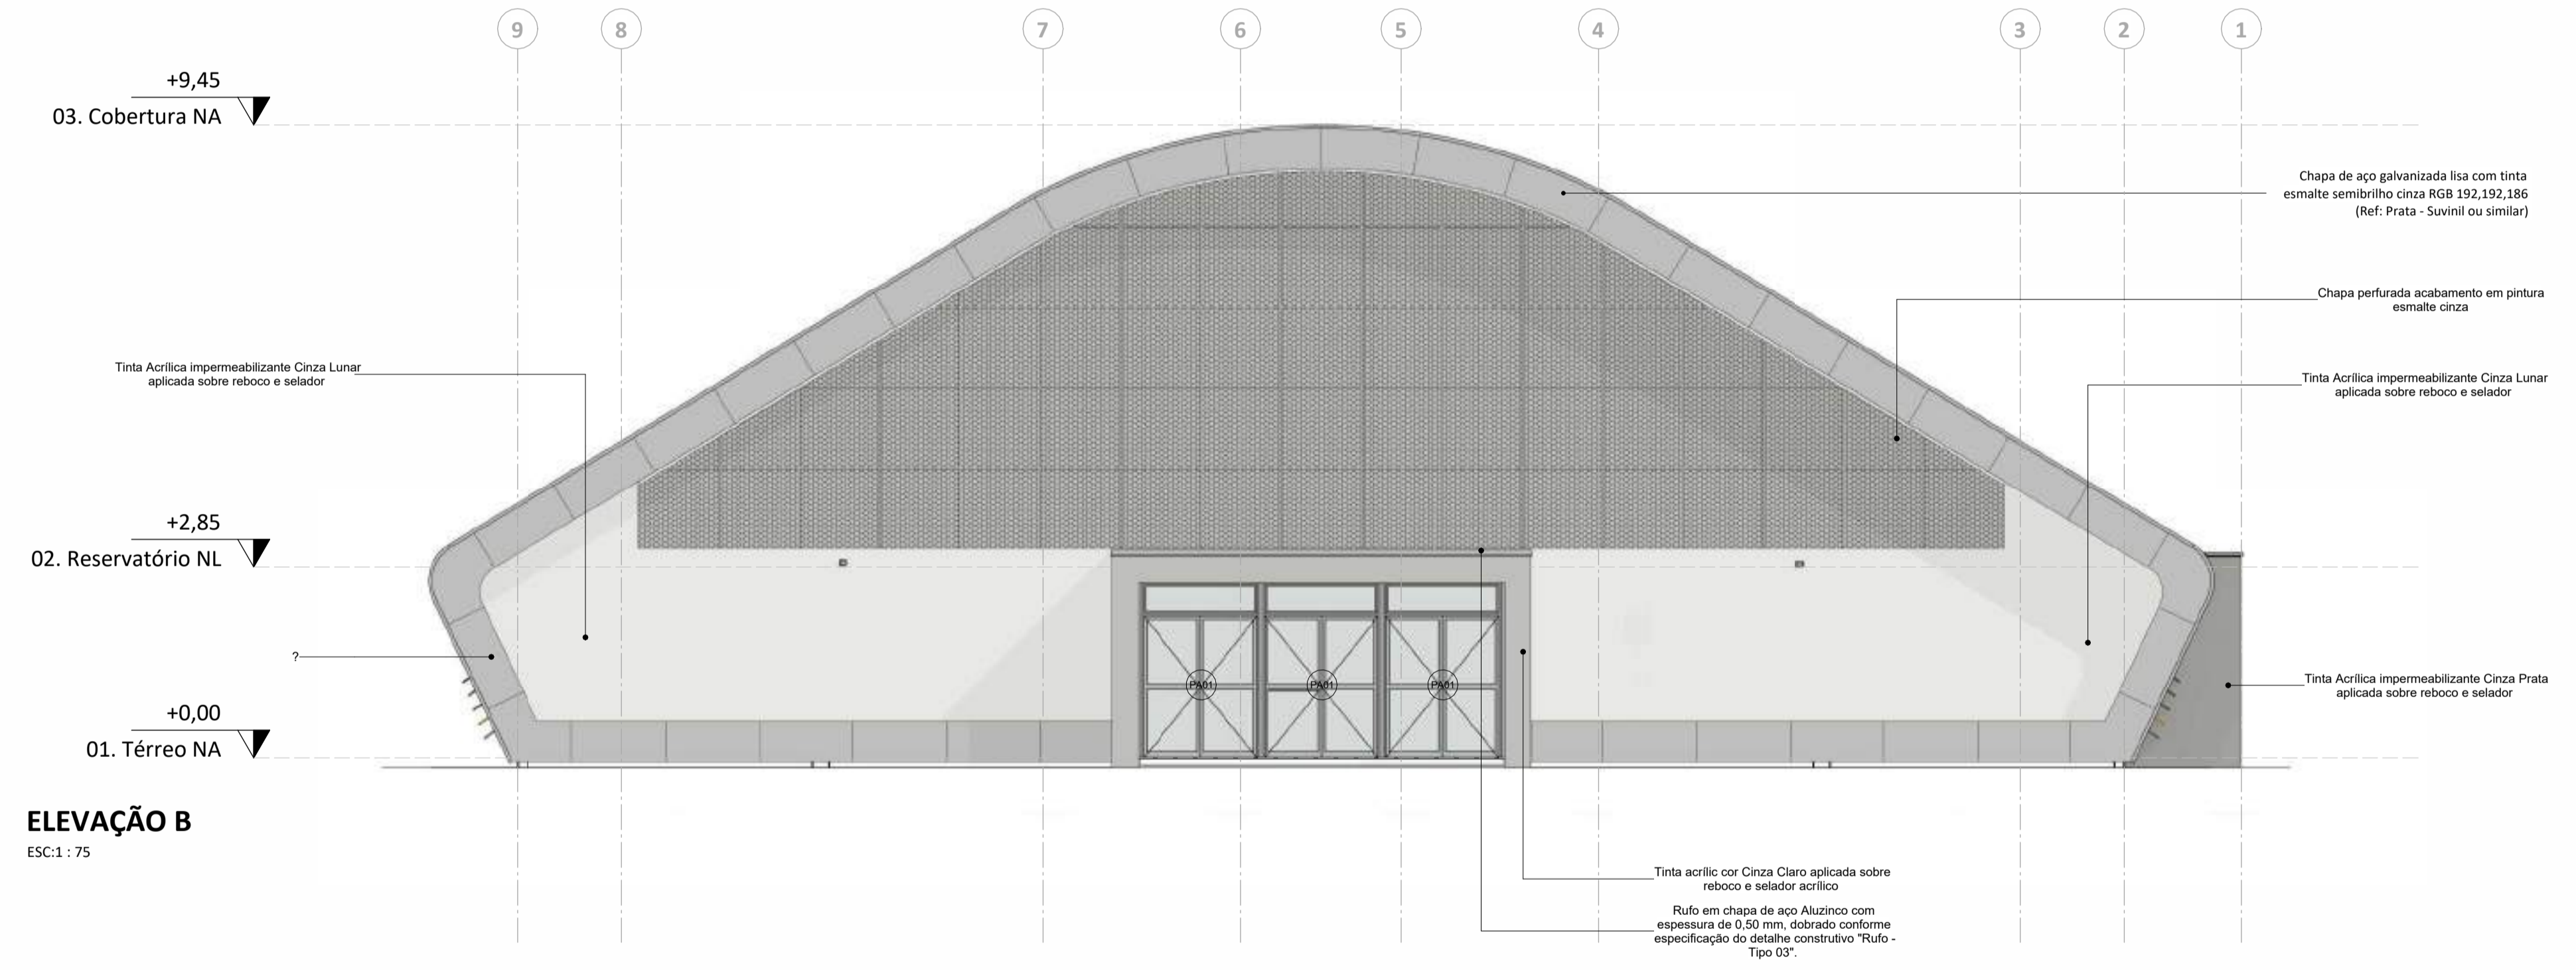 9
8
7
6
5
4
3
2
1
+9,45
03. Cobertura NA
Chapa de aço galvanizada lisa com tinta
esmalte semibrilho cinza RGB 192,192,186
(Ref: Prata - Suvinil ou similar)
Chapa perfurada acabamento em pintura
esmalte cinza
Tinta Acrílica impermeabilizante Cinza Lunar
aplicada sobre reboco e selador
Tinta Acrílica impermeabilizante Cinza Lunar
aplicada sobre reboco e selador
+2,85
02. Reservatório NL
?
PA01
PA01
PA01
Tinta Acrílica impermeabilizante Cinza Prata
aplicada sobre reboco e selador
+0,00
01. Térreo NA
ELEVAÇÃO B
ESC:1 : 75
Tinta acrílic cor Cinza Claro aplicada sobre
reboco e selador acrílico
Rufo em chapa de aço Aluzinco com
espessura de 0,50 mm, dobrado conforme
especificação do detalhe construtivo "Rufo -
Tipo 03".